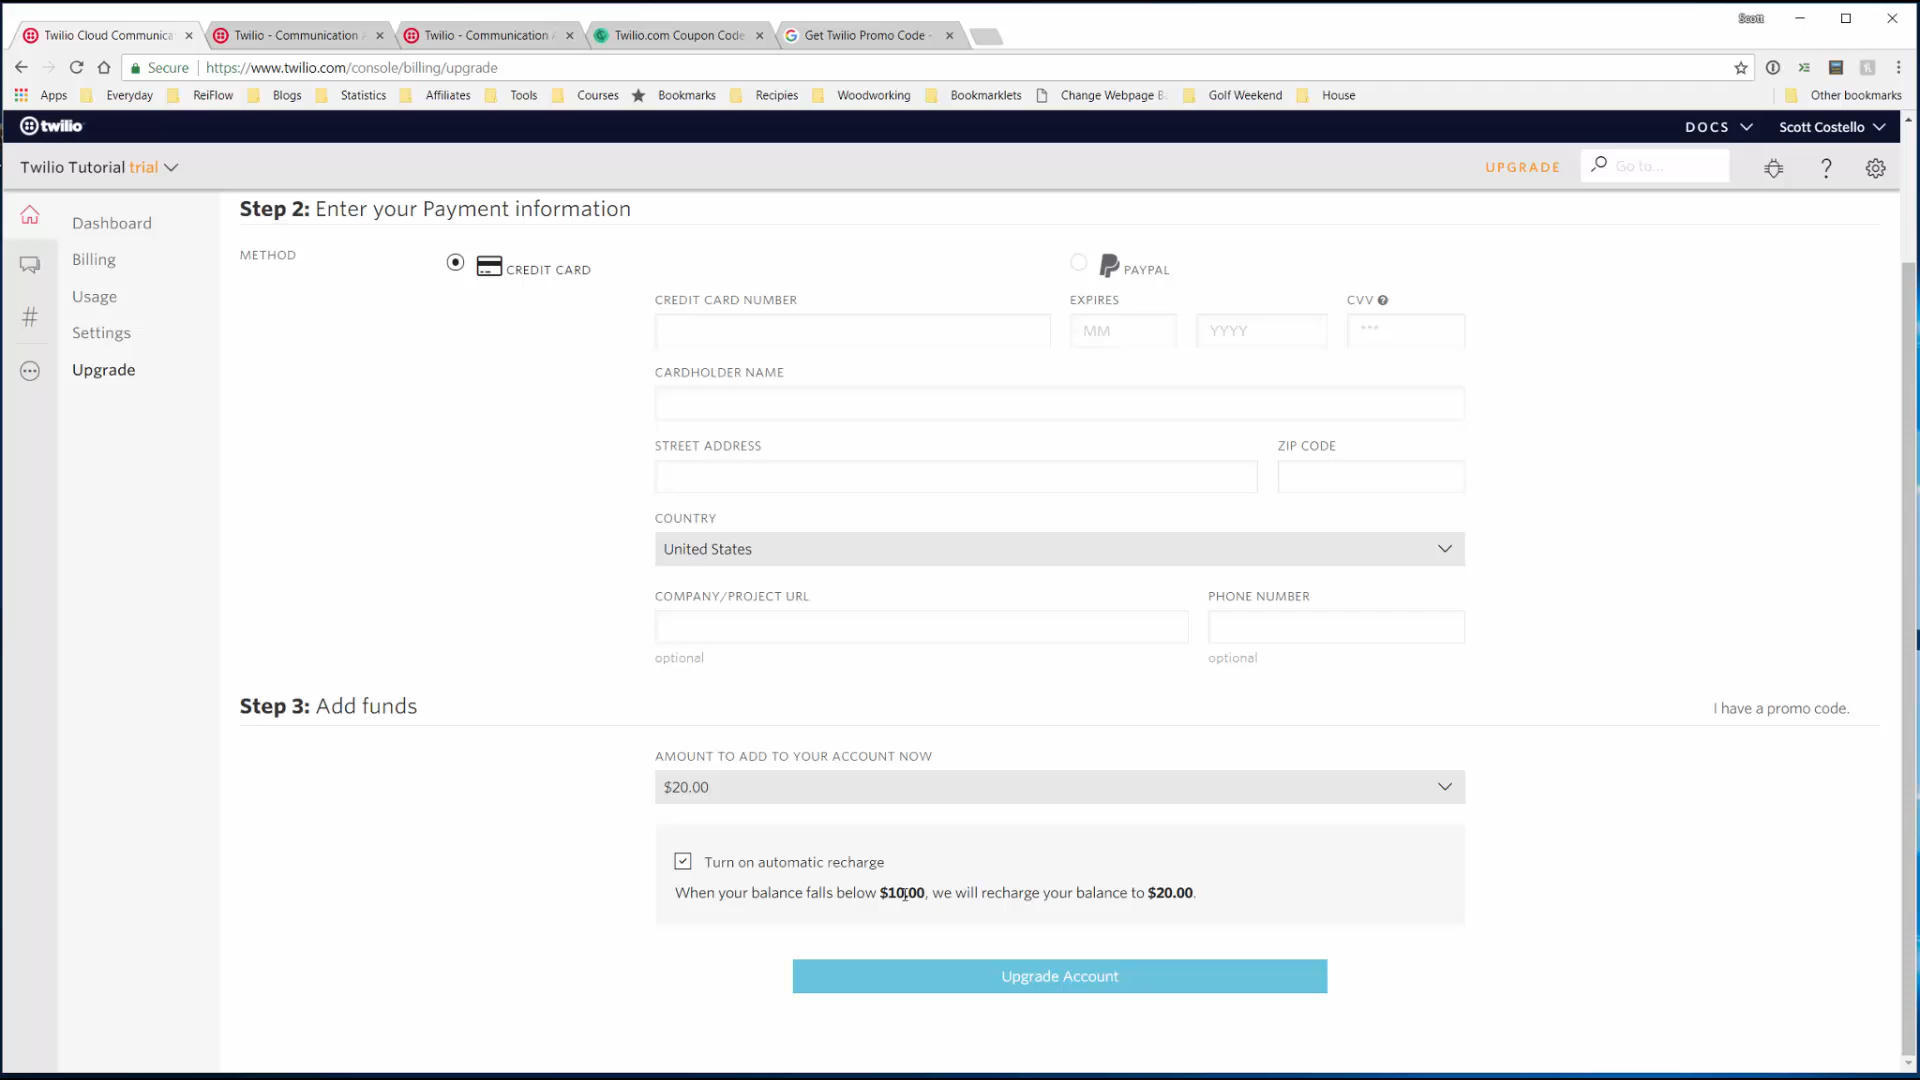 Scott
Twilio Cloud Communica
Twilio - Communication A
Twilio - Communication A
Twilio.com Coupon Code
Get Twilio Promo Code -
Secure https://www.twilio.com/console/billing/upgrade
Apps Everyday ReiFlow Blogs Statistics Affiliates Tools Courses Bookmarks Recipies Woodworking Bookmarklets Change Webpage B Golf Weekend House Other bookmarks
twilio DOCS Scott Costello
Twilio Tutorial trial UPGRADE Go to...
Dashboard
Billing
Usage
Settings
Upgrade
Step 2: Enter your Payment information
METHOD CREDIT CARD PAYPAL
CREDIT CARD NUMBER EXPIRES CVV
MM YYYY ***
CARDHOLDER NAME
STREET ADDRESS ZIP CODE
COUNTRY
United States
COMPANY/PROJECT URL PHONE NUMBER
optional optional
Step 3: Add funds I have a promo code.
AMOUNT TO ADD TO YOUR ACCOUNT NOW
$20.00
Turn on automatic recharge
When your balance falls below $10.00, we will recharge your balance to $20.00.
Upgrade Account